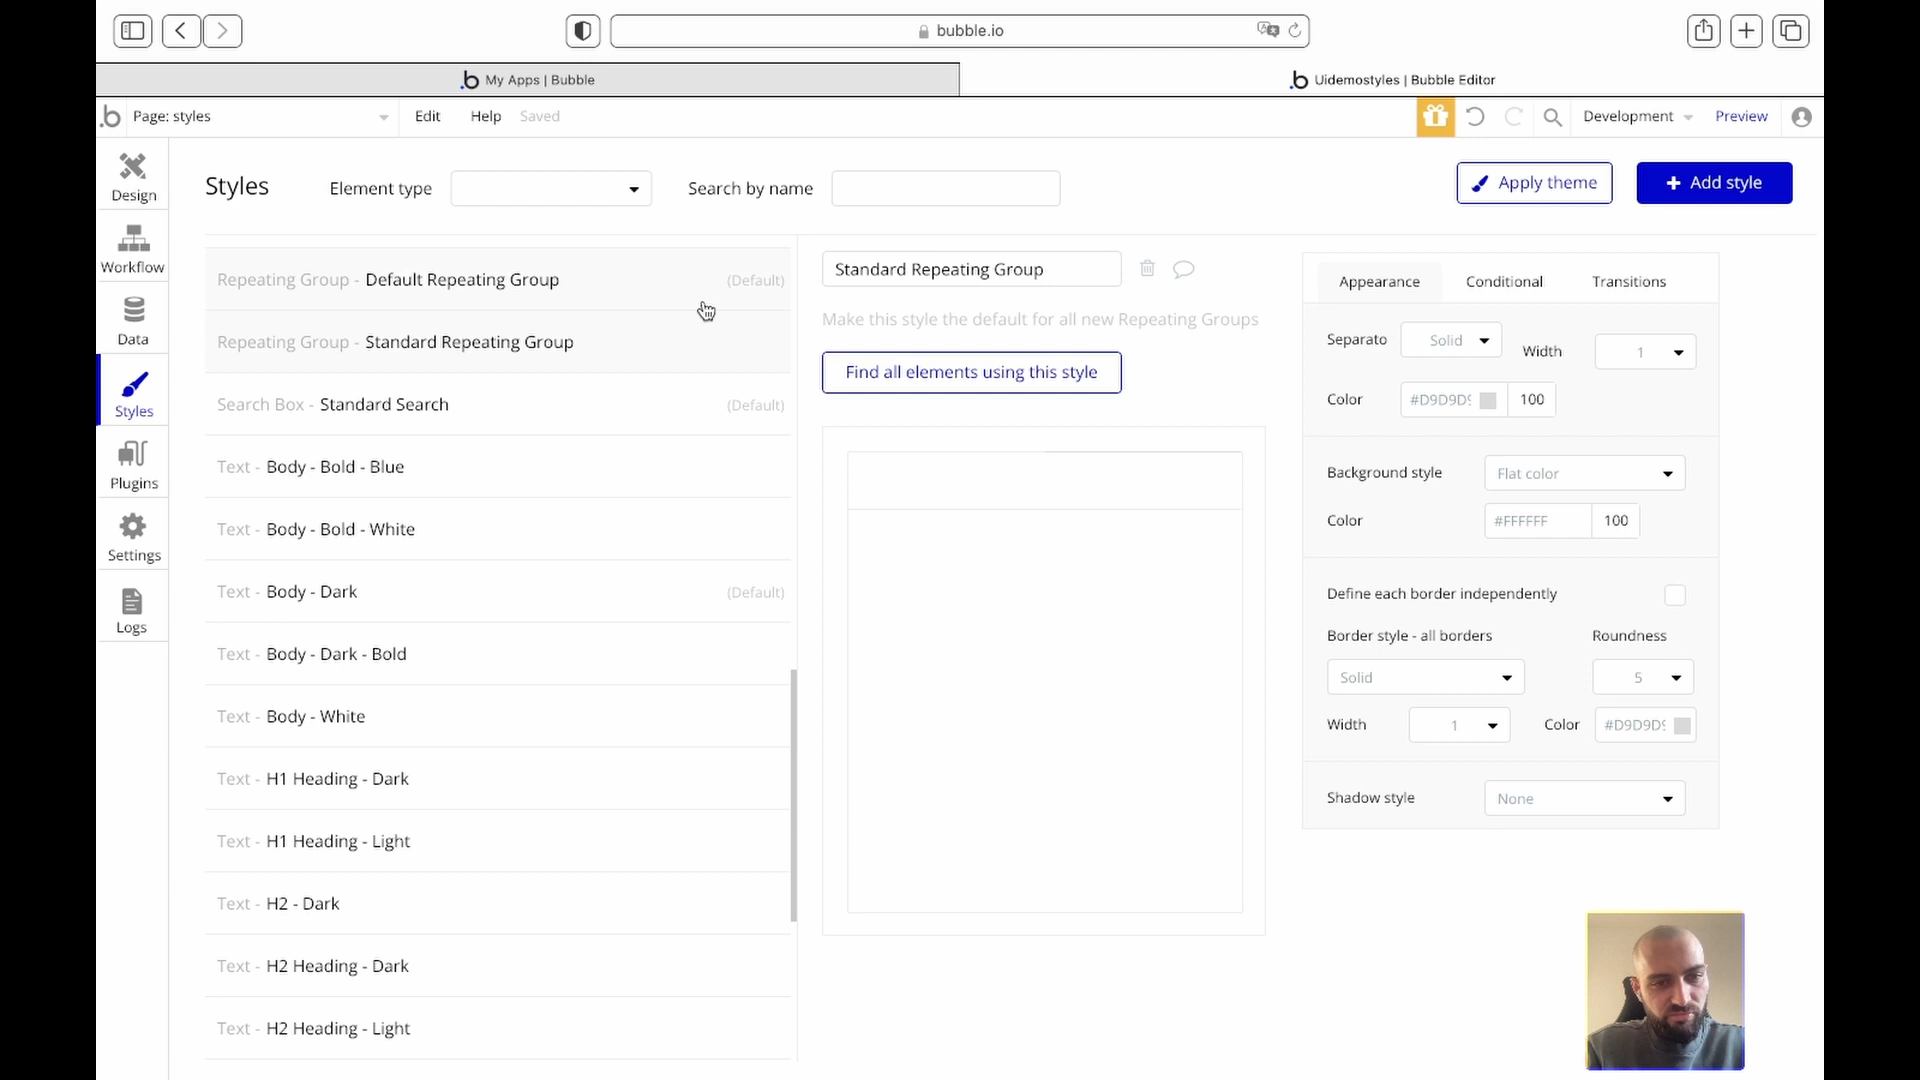 bubble.io
My Apps | Bubble
Uidemostyles | Bubble Editor
Page: styles
Edit
Help
Saved
Development
Preview
Design
Workflow
Data
Styles
Plugins
Settings
Logs
Styles
Element type
Search by name
Apply theme
+ Add style
Repeating Group - Default Repeating Group (Default)
Repeating Group - Standard Repeating Group
Search Box - Standard Search (Default)
Text - Body - Bold - Blue
Text - Body - Bold - White
Text - Body - Dark (Default)
Text - Body - Dark - Bold
Text - Body - White
Text - H1 Heading - Dark
Text - H1 Heading - Light
Text - H2 - Dark
Text - H2 Heading - Dark
Text - H2 Heading - Light
Standard Repeating Group
Make this style the default for all new Repeating Groups
Find all elements using this style
Appearance
Conditional
Transitions
Separato Solid Width 1
Color #D9D9D9 100
Background style Flat color
Color #FFFFFF 100
Define each border independently
Border style - all borders Roundness
Solid 5
Width 1 Color #D9D9D9
Shadow style None